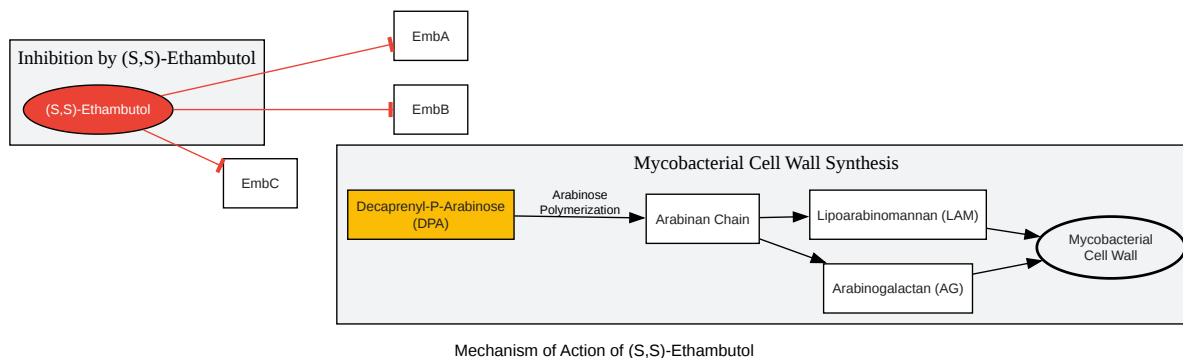 EmbA
Inhibition by (S,S)-Ethambutol
(S,S)-Ethambutol
EmbB
EmbC
Mycobacterial Cell Wall Synthesis
Decaprenyl-P-Arabinose
(DPA)
Arabinose
Polymerization
Arabinan Chain
Lipoarabinomannan (LAM)
Arabinogalactan (AG)
Mycobacterial
Cell Wall
Mechanism of Action of (S,S)-Ethambutol